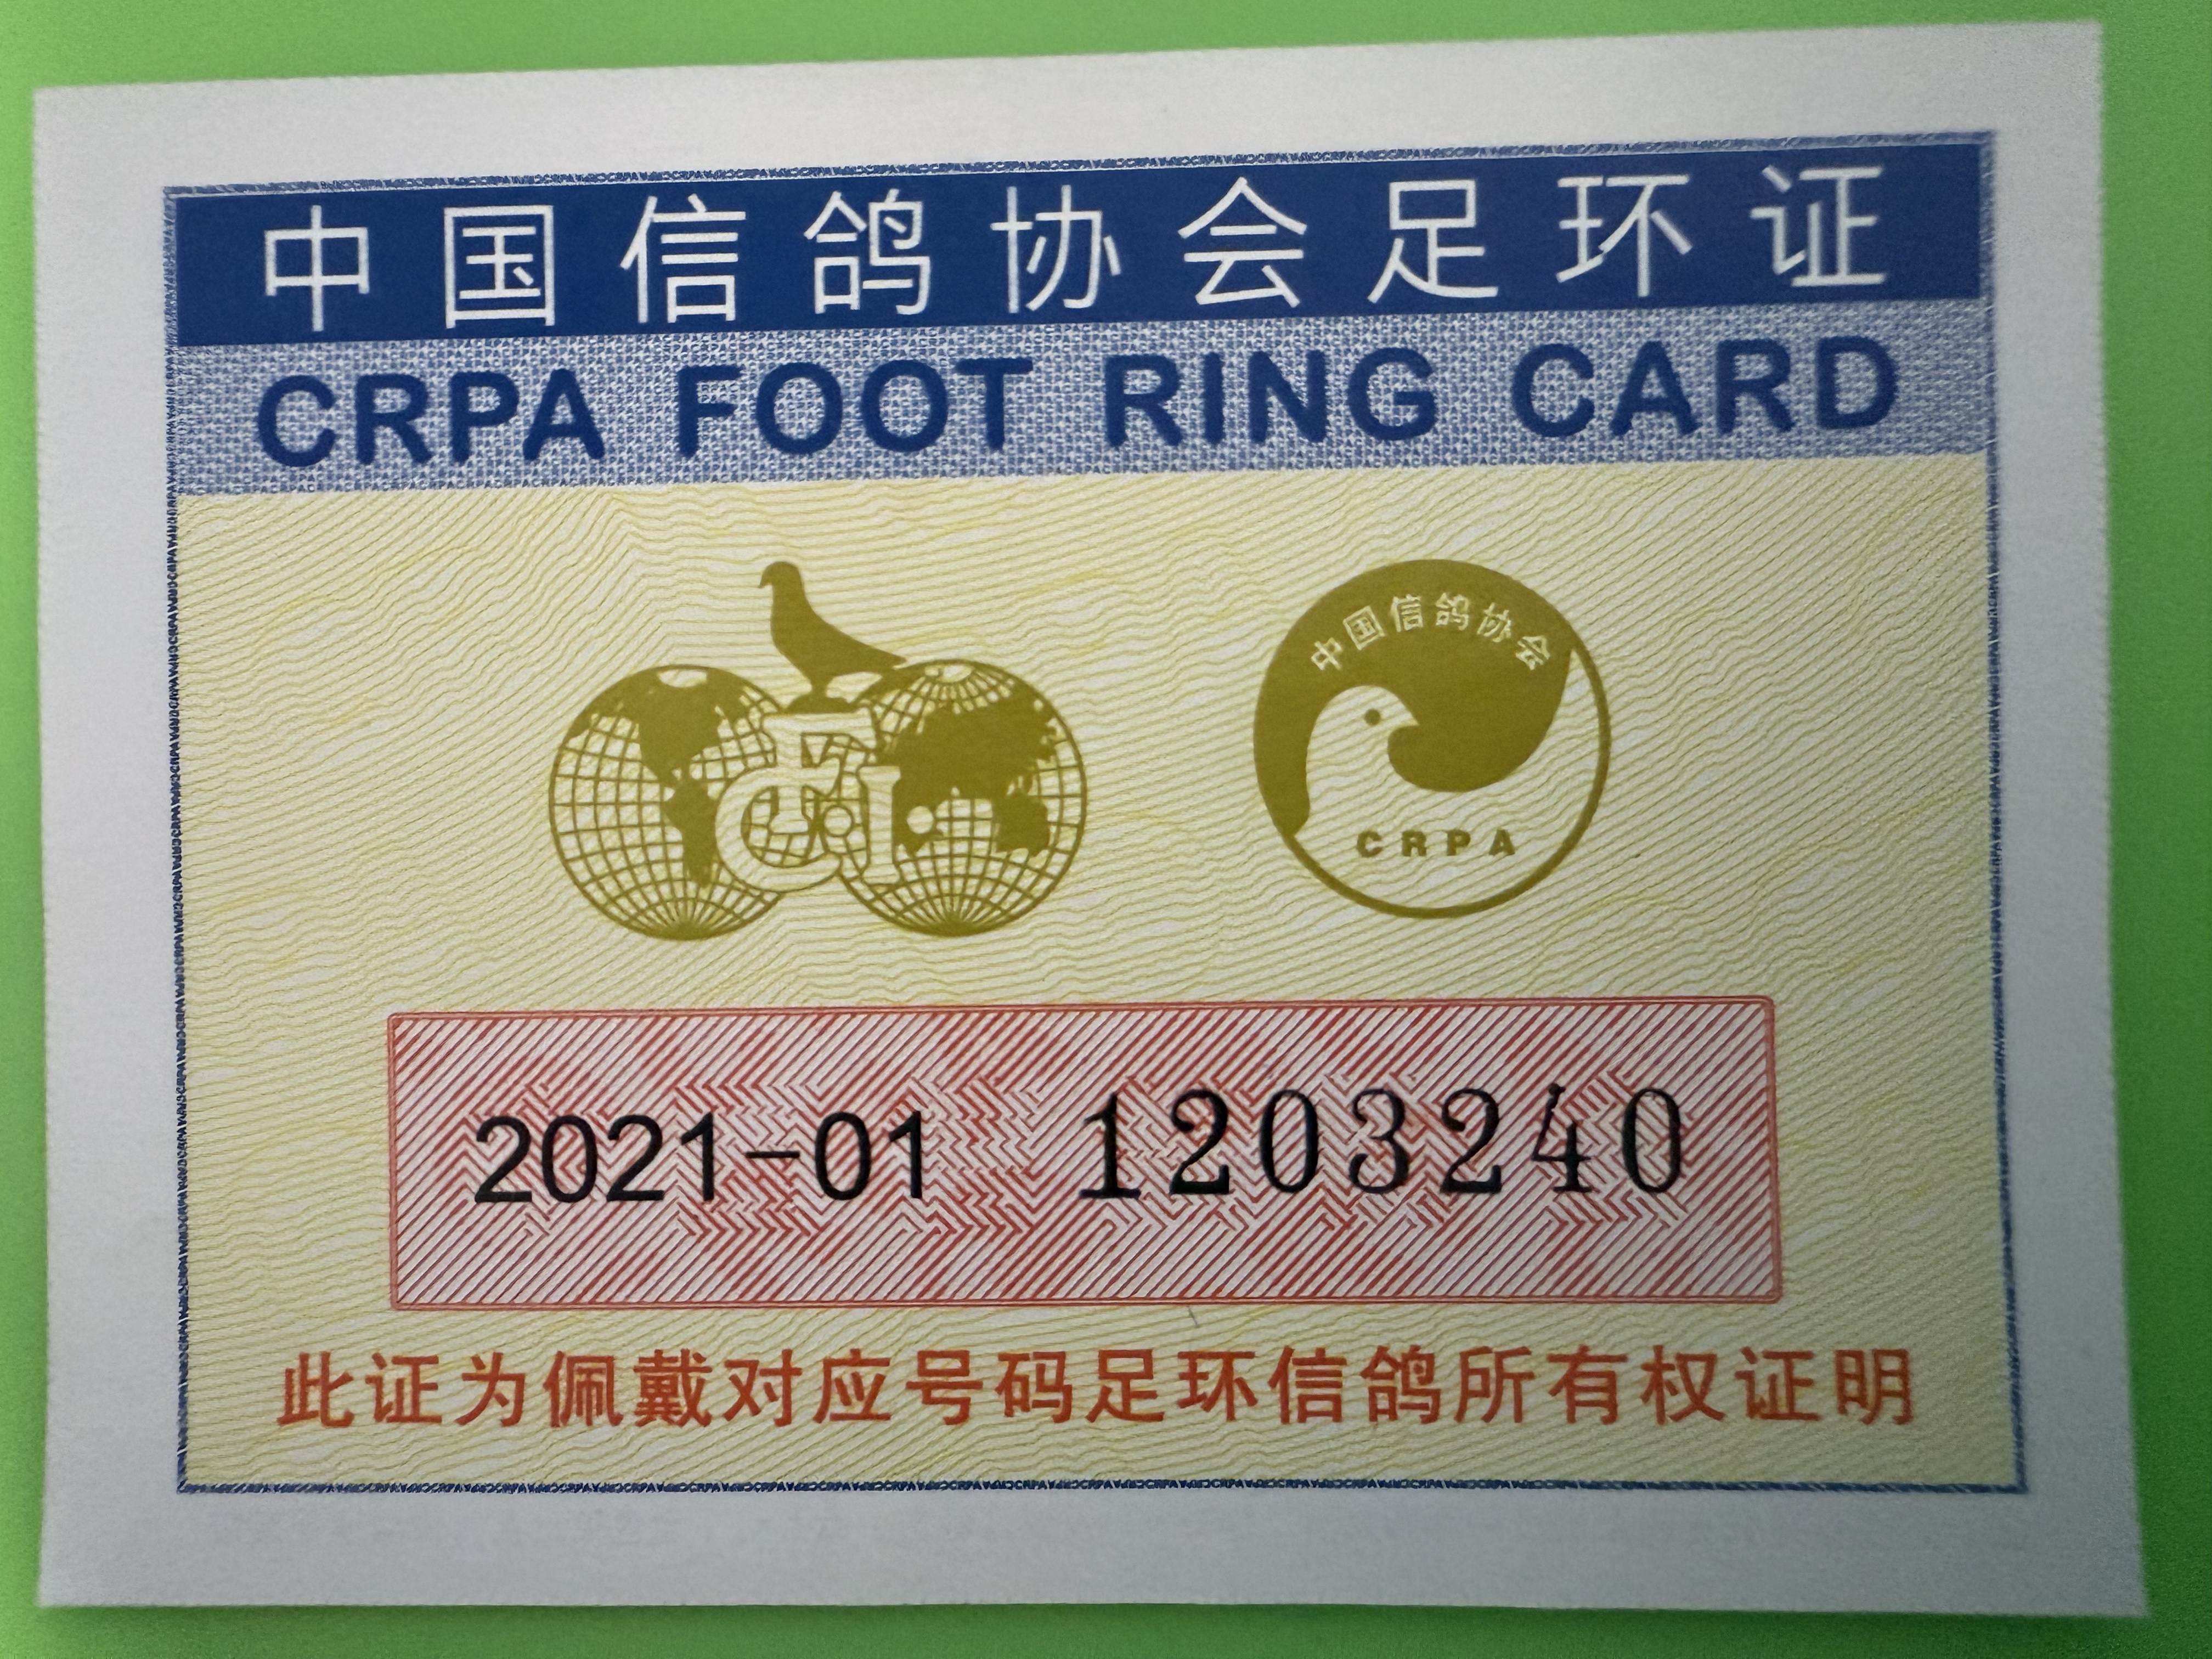 中国信鸽协会足环证
CRPA FOOT RING CARD
中国信鸽协会
CRPA
2021-01 1203240
此证为佩戴对应号码足环信鸽所有权证明